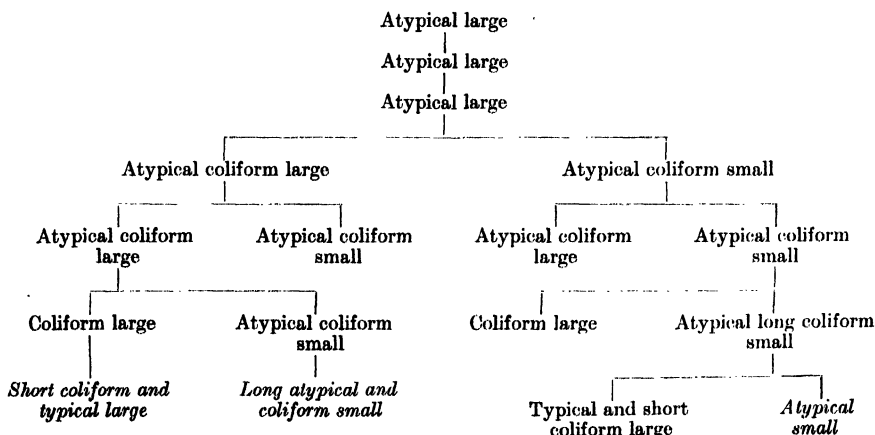 Atypical large
Atypical large
Atypical large
Atypical coliform large
Atypical coliform small
Atypical coliform
large
Atypical coliform
small
Atypical coliform
large
Atypical coliform
small
Coliform large
Atypical coliform
small
Coliform large
Atypical long coliform
small
Short coliform and
typical large
Long atypical and
coliform small
Typical and short
coliform large
Atypical
small